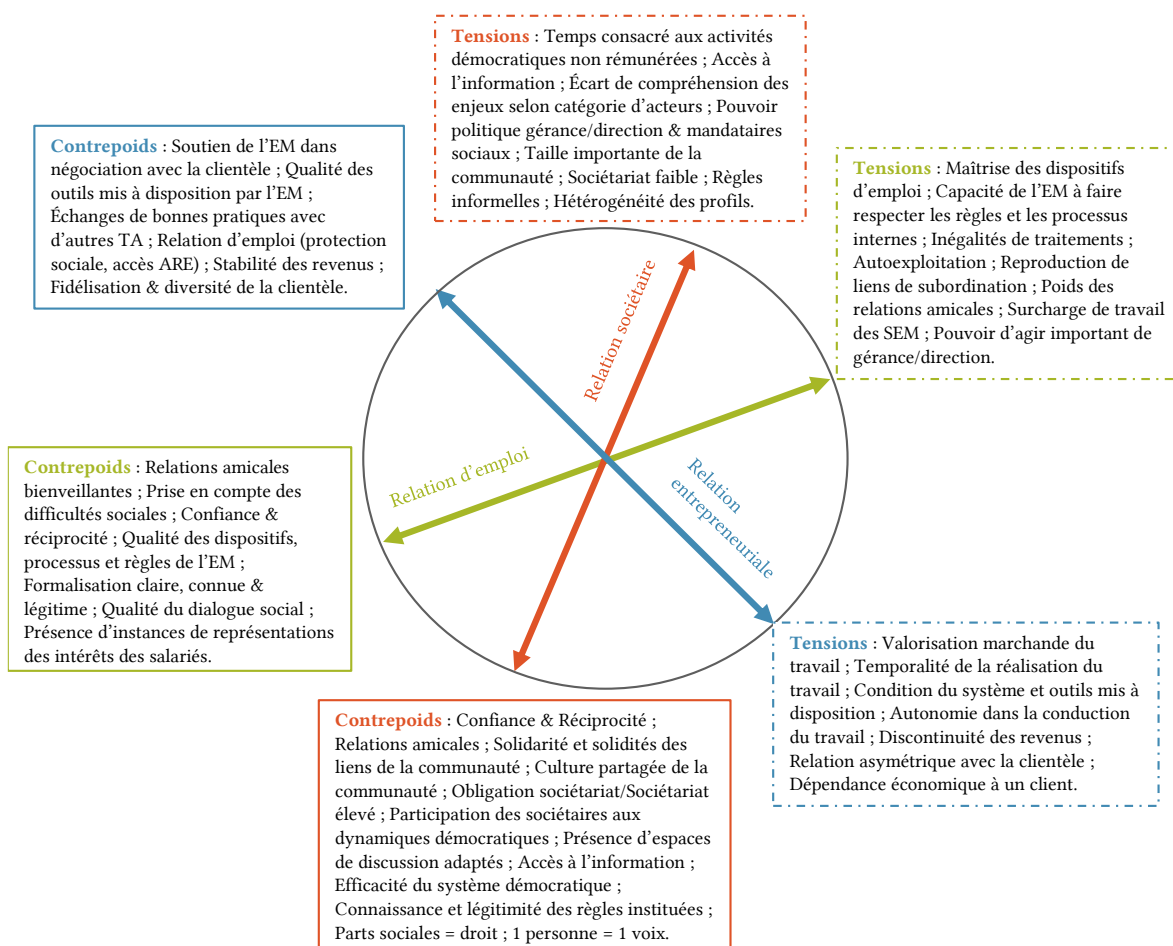 Tensions : Temps consacré aux activités
démocratiques non rémunérées ; Accès à
l'information ; Écart de compréhension des
enjeux selon catégorie d'acteurs ; Pouvoir
politique gérance/direction & mandataires
sociaux ; Taille importante de la
communauté ; Sociétariat faible ; Règles
informelles ; Hétérogénéité des profils.
Contrepoids : Soutien de l'EM dans
négociation avec la clientèle ; Qualité des
outils mis à disposition par l'EM ;
Échanges de bonnes pratiques avec
d'autres TA ; Relation d'emploi (protection
sociale, accès ARE) ; Stabilité des revenus ;
Fidélisation & diversité de la clientèle.
Tensions : Maîtrise des dispositifs
d'emploi ; Capacité de l'EM à faire
respecter les règles et les processus
internes ; Inégalités de traitements ;
Autoexploitation ; Reproduction de
liens de subordination ; Poids des
relations amicales ; Surcharge de travail
des SEM ; Pouvoir d'agir important de
gérance/direction.
Relation sociétaire
Relation d'emploi
Relation
entrepreneuriale
Contrepoids : Relations amicales
bienveillantes ; Prise en compte des
difficultés sociales ; Confiance &
réciprocité ; Qualité des dispositifs,
processus et règles de l'EM ;
Formalisation claire, connue &
légitime ; Qualité du dialogue social ;
Présence d'instances de représentations
des intérêts des salariés.
Tensions : Valorisation marchande du
travail ; Temporalité de la réalisation du
travail ; Condition du système et outils mis à
disposition ; Autonomie dans la conduction
du travail ; Discontinuité des revenus ;
Relation asymétrique avec la clientèle ;
Dépendance économique à un client.
Contrepoids : Confiance & Réciprocité ;
Relations amicales ; Solidarité et solidités des
liens de la communauté ; Culture partagée de la
communauté ; Obligation sociétariat/Sociétariat
élevé ; Participation des sociétaires aux
dynamiques démocratiques ; Présence d'espaces
de discussion adaptés ; Accès à l'information ;
Efficacité du système démocratique ;
Connaissance et légitimité des règles instituées ;
Parts sociales = droit ; 1 personne = 1 voix.